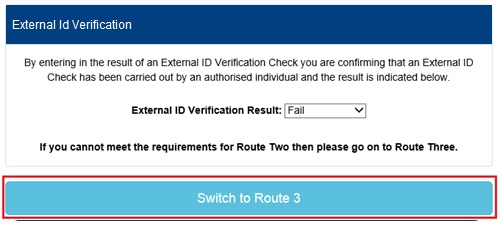 External Id Verification
By entering in the result of an External ID Verification Check you are confirming that an External ID
Check has been carried out by an authorised individual and the result is indicated below.
External ID Verification Result: Fail
If you cannot meet the requirements for Route Two then please go on to Route Three.
Switch to Route 3